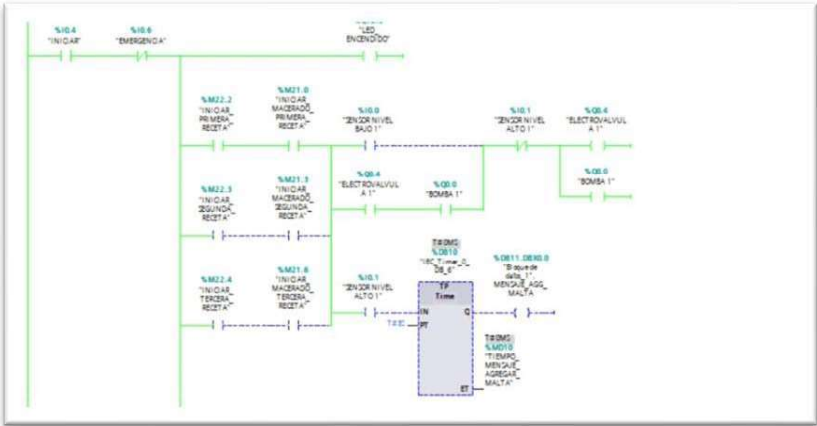 %I0.4
"INICIAR"
%I0.6
"EMERGENCIA"
"LED_
ENCENDIDO"
%M22.2
"INICIAR_
PRIMERA_
RECETA"
%M21.0
"INICIAR_
MACERADO_
PRIMERA_
RECETA"
%I0.0
"SENSOR NIVEL
BAJO 1"
%I0.1
"SENSOR NIVEL
ALTO 1"
%Q0.4
"ELECTROVALVUL
A 1"
%Q0.0
"BOMBA 1"
%M22.3
"INICIAR_
SEGUNDA_
RECETA"
%M21.3
"INICIAR_
MACERADO_
SEGUNDA_
RECETA"
%Q0.4
"ELECTROVALVUL
A 1"
%Q0.0
"BOMBA 1"
%M22.4
"INICIAR_
TERCERA_
RECETA"
%M21.6
"INICIAR_
MACERADO_
TERCERA_
RECETA"
%I0.1
"SENSOR NIVEL
ALTO 1"
T#0MS
%DB10
"IEC_Timer_0_
DB_6"
TP
Time
IN
Q
PT
ET
%DB11.DBX0.0
"Bloque de
datos_1".
MENSAJE_AGG_
MALTA
T#0MS
%MD10
"TIEMPO_
MENSAJE_
AGREGAR_
MALTA"